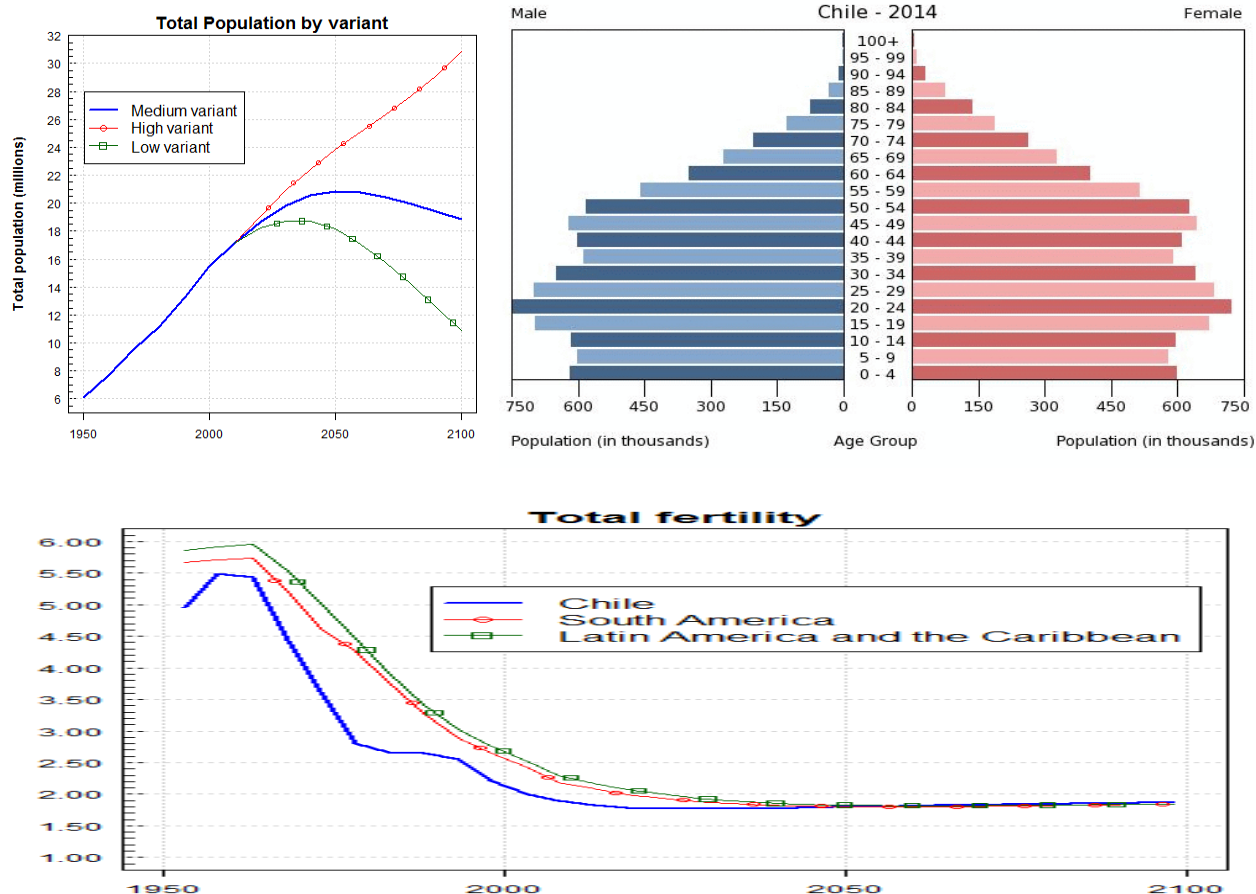 Total Population by variant
32
30
28
26
24
22
20
18
16
14
12
10
8
6
Total population (millions)
Medium variant
High variant
Low variant
1950 2000 2050 2100
Male Chile - 2014 Female
100+
95 - 99
90 - 94
85 - 89
80 - 84
75 - 79
70 - 74
65 - 69
60 - 64
55 - 59
50 - 54
45 - 49
40 - 44
35 - 39
30 - 34
25 - 29
20 - 24
15 - 19
10 - 14
5 - 9
0 - 4
750 600 450 300 150 0 0 150 300 450 600 750
Population (in thousands) Age Group Population (in thousands)
Total fertility
6.00
5.50
5.00
4.50
4.00
3.50
3.00
2.50
2.00
1.50
1.00
Chile
South America
Latin America and the Caribbean
1950 2000 2050 2100